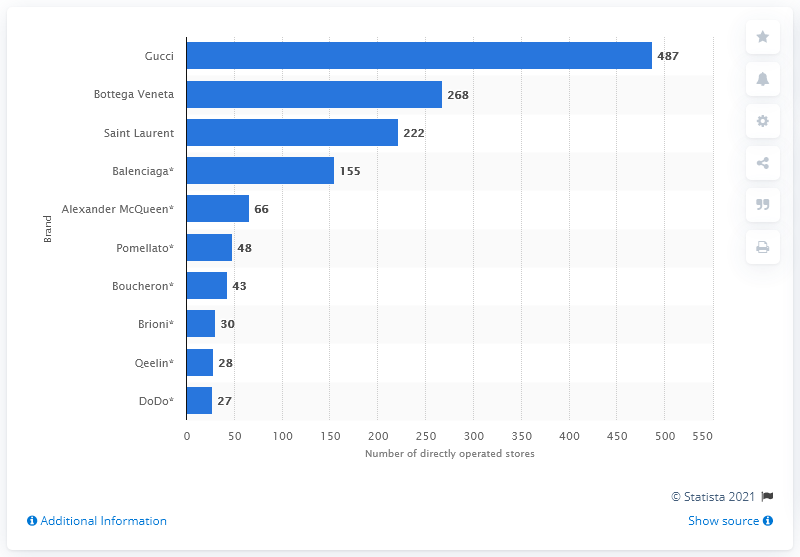 Gucci 487
Bottega Veneta 268
Saint Laurent 222
Balenciaga* 155
Alexander McQueen* 66
Pomellato* 48
Boucheron* 43
Brioni* 30
Qeelin* 28
DoDo* 27
Brand
0 50 100 150 200 250 300 350 400 450 500 550
Number of directly operated stores
© Statista 2021
Additional Information
Show source